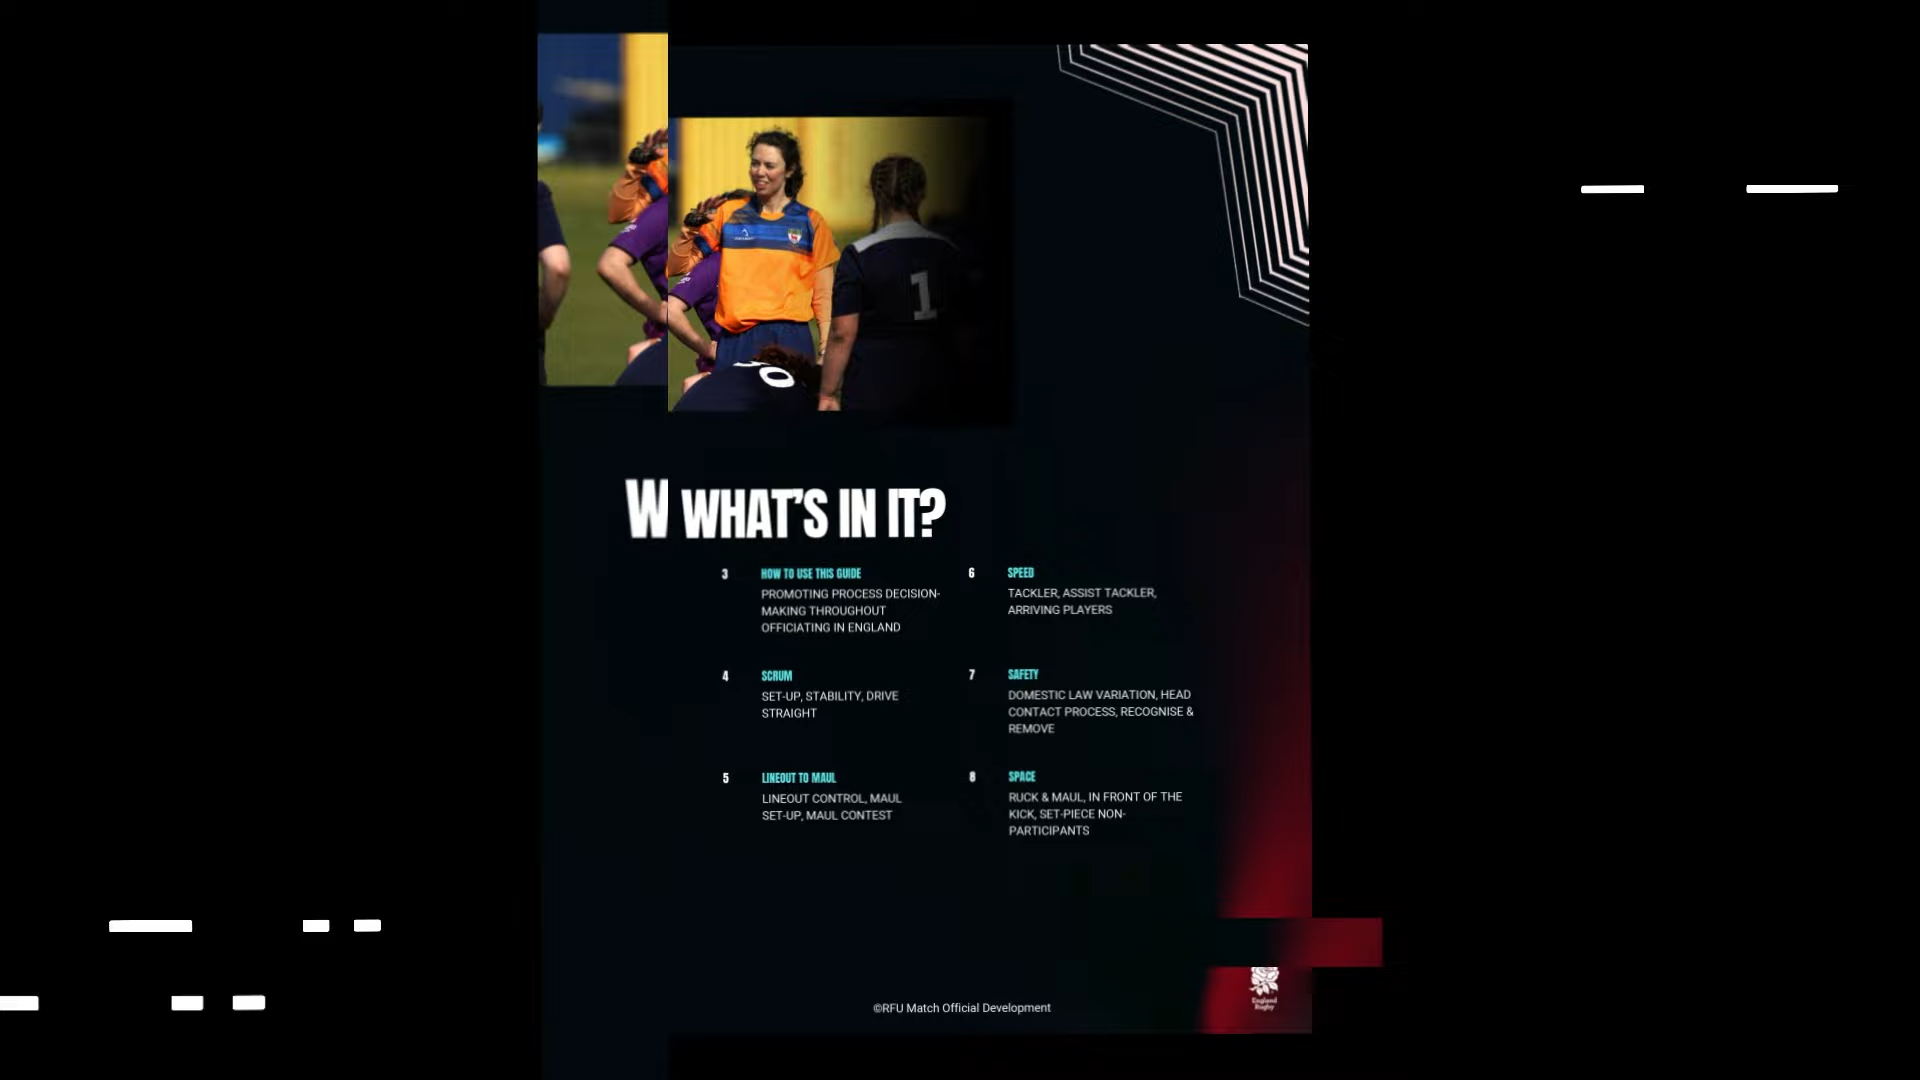 1
W WHAT'S IN IT?
3 HOW TO USE THIS GUIDE
PROMOTING PROCESS DECISION-
MAKING THROUGHOUT
OFFICIATING IN ENGLAND
4 SCRUM
SET-UP, STABILITY, DRIVE
STRAIGHT
5 LINEOUT TO MAUL
LINEOUT CONTROL, MAUL
SET-UP, MAUL CONTEST
6 SPEED
TACKLER, ASSIST TACKLER,
ARRIVING PLAYERS
7 SAFETY
DOMESTIC LAW VARIATION, HEAD
CONTACT PROCESS, RECOGNISE &
REMOVE
8 SPACE
RUCK & MAUL, IN FRONT OF THE
KICK, SET-PIECE NON-
PARTICIPANTS
England
Rugby
©RFU Match Official Development